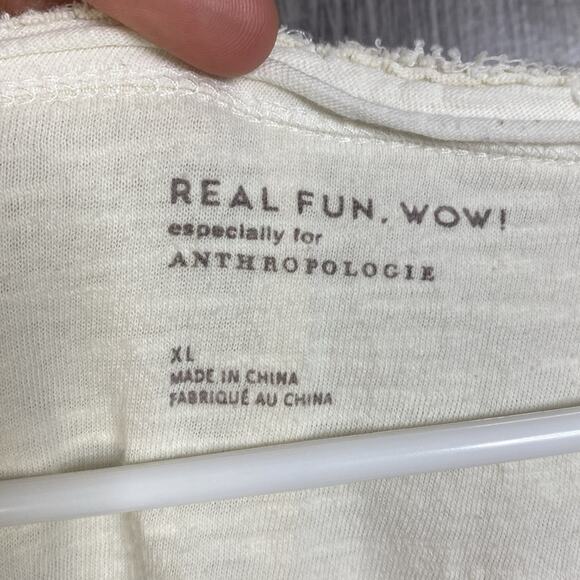 REAL FUN, WOW!
especially for
ANTHROPOLOGIE
XL
MADE IN CHINA
FABRIQUÉ AU CHINA